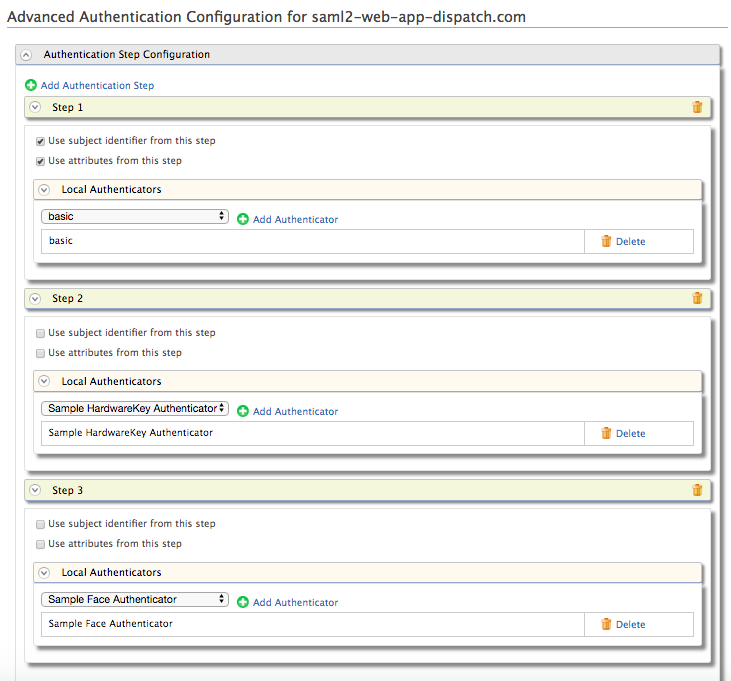 Advanced Authentication Configuration for saml2-web-app-dispatch.com
Authentication Step Configuration
Add Authentication Step
Step 1
Use subject identifier from this step
Use attributes from this step
Local Authenticators
basic Add Authenticator
basic Delete
Step 2
Use subject identifier from this step
Use attributes from this step
Local Authenticators
Sample HardwareKey Authenticator Add Authenticator
Sample HardwareKey Authenticator Delete
Step 3
Use subject identifier from this step
Use attributes from this step
Local Authenticators
Sample Face Authenticator Add Authenticator
Sample Face Authenticator Delete